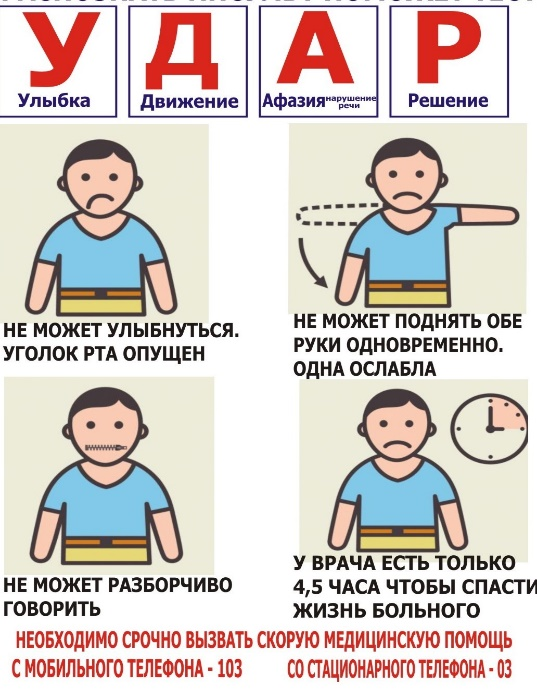 У Д А Р
Улыбка Движение Афазия нарушение речи Решение
НЕ МОЖЕТ УЛЫБНУТЬСЯ.
УГОЛОК РТА ОПУЩЕН
НЕ МОЖЕТ ПОДНЯТЬ ОБЕ
РУКИ ОДНОВРЕМЕННО.
ОДНА ОСЛАБЛА
НЕ МОЖЕТ РАЗБОРЧИВО
ГОВОРИТЬ
У ВРАЧА ЕСТЬ ТОЛЬКО
4,5 ЧАСА ЧТОБЫ СПАСТИ
ЖИЗНЬ БОЛЬНОГО
НЕОБХОДИМО СРОЧНО ВЫЗВАТЬ СКОРУЮ МЕДИЦИНСКУЮ ПОМОЩЬ
С МОБИЛЬНОГО ТЕЛЕФОНА - 103 СО СТАЦИОНАРНОГО ТЕЛЕФОНА - 03